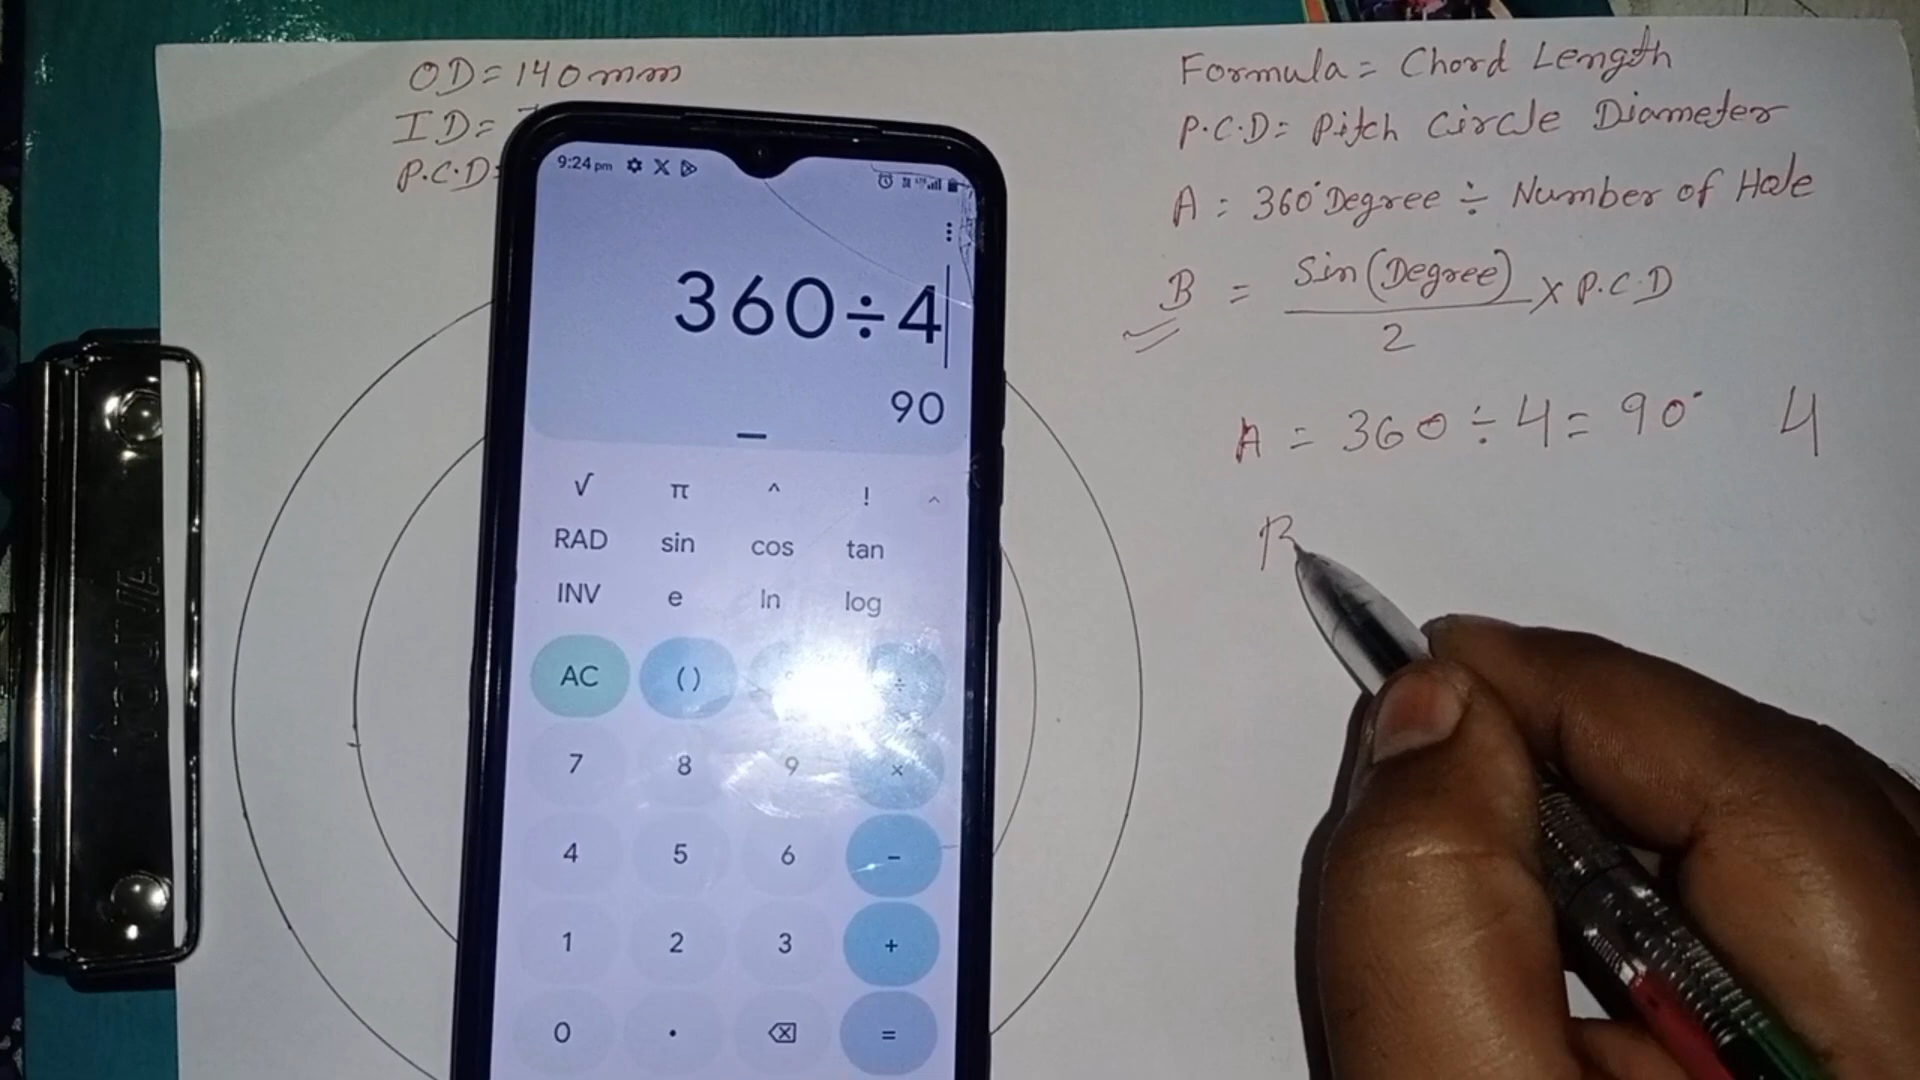 OD=140mm
ID=
P.C.D=
Formula = Chord Length
P.C.D= Pitch Circle Diameter
A = 360° Degree ÷ Number of Hole
B = Sin(Degree) × P.C.D
2
A = 360 ÷ 4 = 90° 4
B
9:24 pm
360÷4
90
√ π ^ !
RAD sin cos tan
INV e ln log
AC () ÷
7 8 9 ×
4 5 6 −
1 2 3 +
0 . =